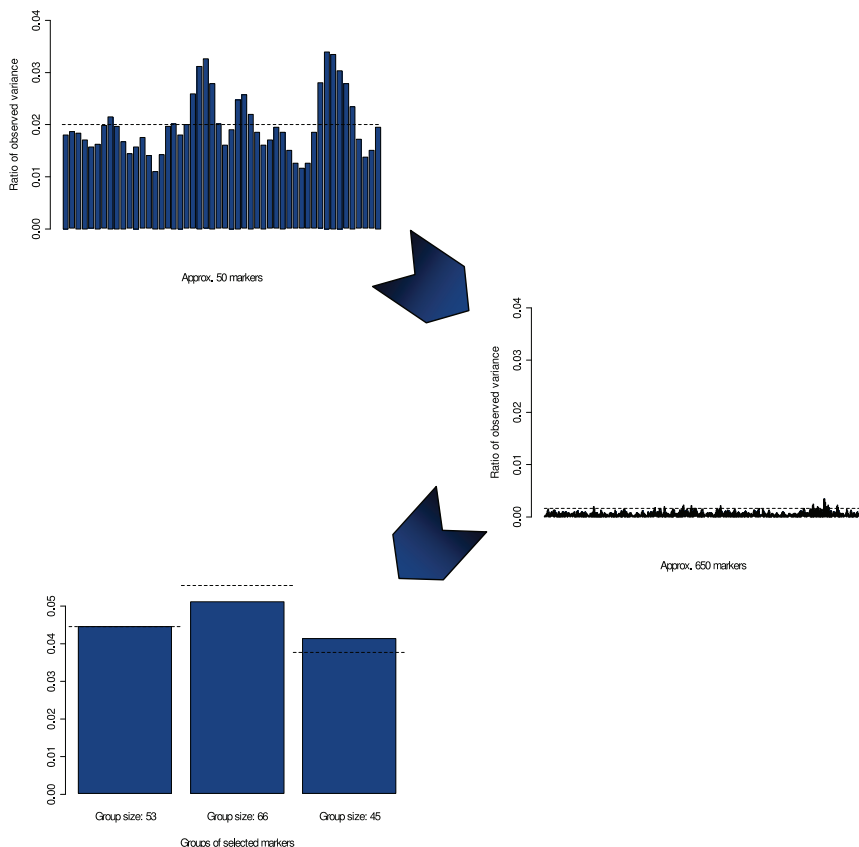 0.04
0.03
0.02
0.01
0.00
Ratio of observed variance
Approx. 50 markers
0.04
0.03
0.02
0.01
0.00
Ratio of observed variance
Approx. 650 markers
0.05
0.04
0.03
0.02
0.01
0.00
Group size: 53 Group size: 66 Group size: 45
Groups of selected markers